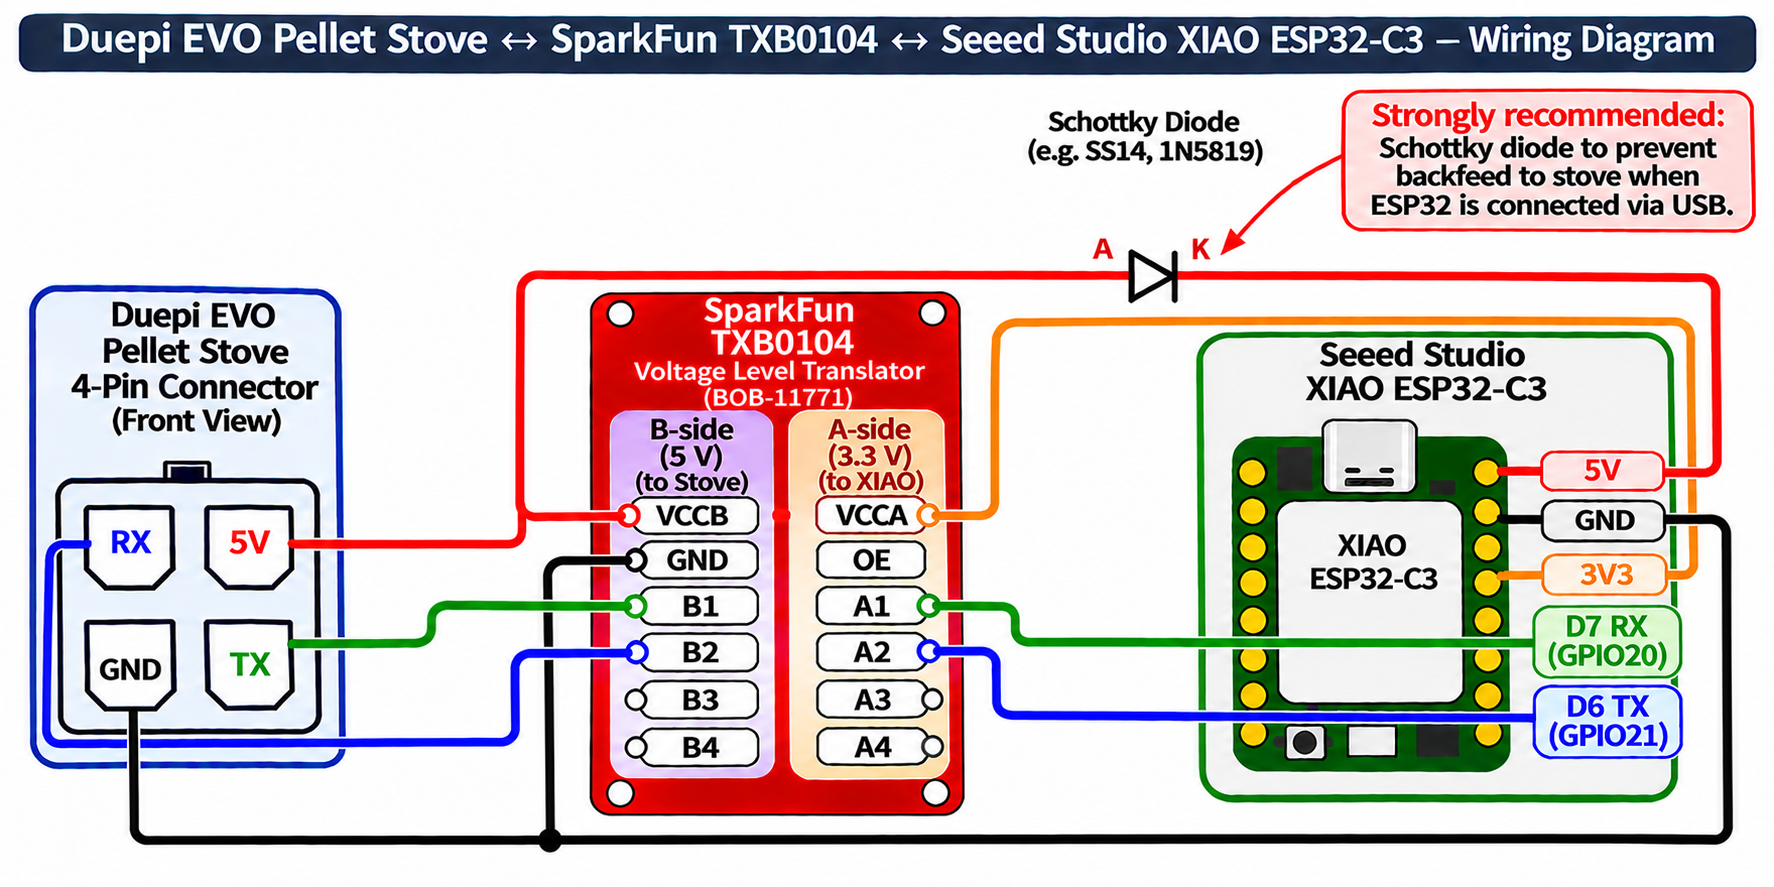 Duepi EVO Pellet Stove ↔ SparkFun TXB0104 ↔ Seeed Studio XIAO ESP32-C3 – Wiring Diagram
Schottky Diode
(e.g. SS14, 1N5819)
Strongly recommended:
Schottky diode to prevent
backfeed to stove when
ESP32 is connected via USB.
A
K
Duepi EVO
Pellet Stove
4-Pin Connector
(Front View)
RX
5V
GND
TX
SparkFun
TXB0104
Voltage Level Translator
(BOB-11771)
B-side
(5 V)
(to Stove)
VCCB
GND
B1
B2
B3
B4
A-side
(3.3 V)
(to XIAO)
VCCA
OE
A1
A2
A3
A4
Seeed Studio
XIAO ESP32-C3
XIAO
ESP32-C3
5V
GND
3V3
D7 RX
(GPIO20)
D6 TX
(GPIO21)